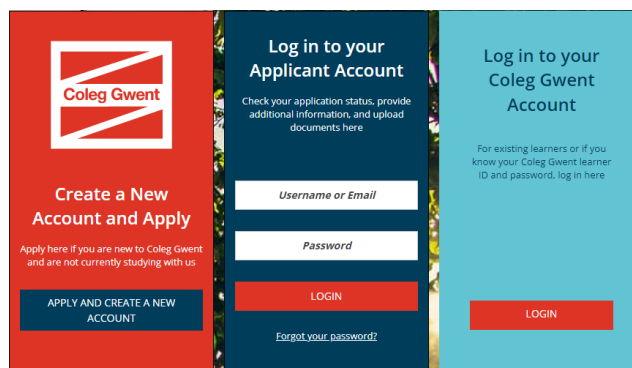 Coleg Gwent
Create a New
Account and Apply
Apply here if you are new to Coleg Gwent
and are not currently studying with us
APPLY AND CREATE A NEW
ACCOUNT
Log in to your
Applicant Account
Check your application status, provide
additional information, and upload
documents here
Username or Email
Password
LOGIN
Forgot your password?
Log in to your
Coleg Gwent
Account
For existing learners or if you
know your Coleg Gwent learner
ID and password, log in here
LOGIN